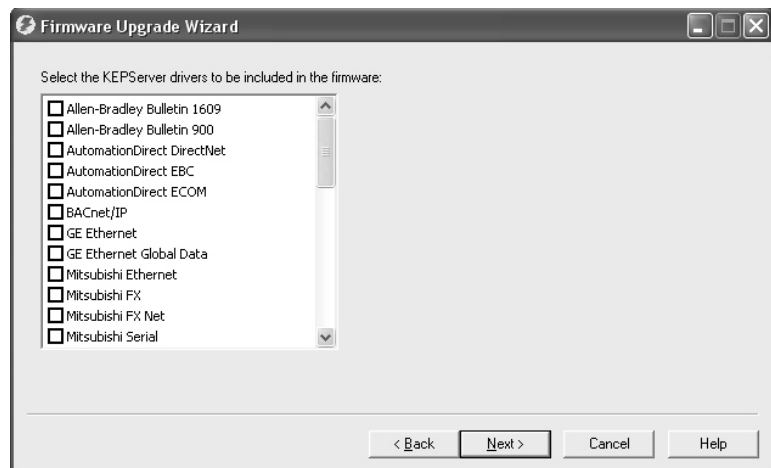 Firmware Upgrade Wizard
Select the KEPServer drivers to be included in the firmware:
Allen-Bradley Bulletin 1609
Allen-Bradley Bulletin 900
AutomationDirect DirectNet
AutomationDirect EBC
AutomationDirect ECOM
BACnet/IP
GE Ethernet
GE Ethernet Global Data
Mitsubishi Ethernet
Mitsubishi FX
Mitsubishi FX Net
Mitsubishi Serial
< Back Next > Cancel Help